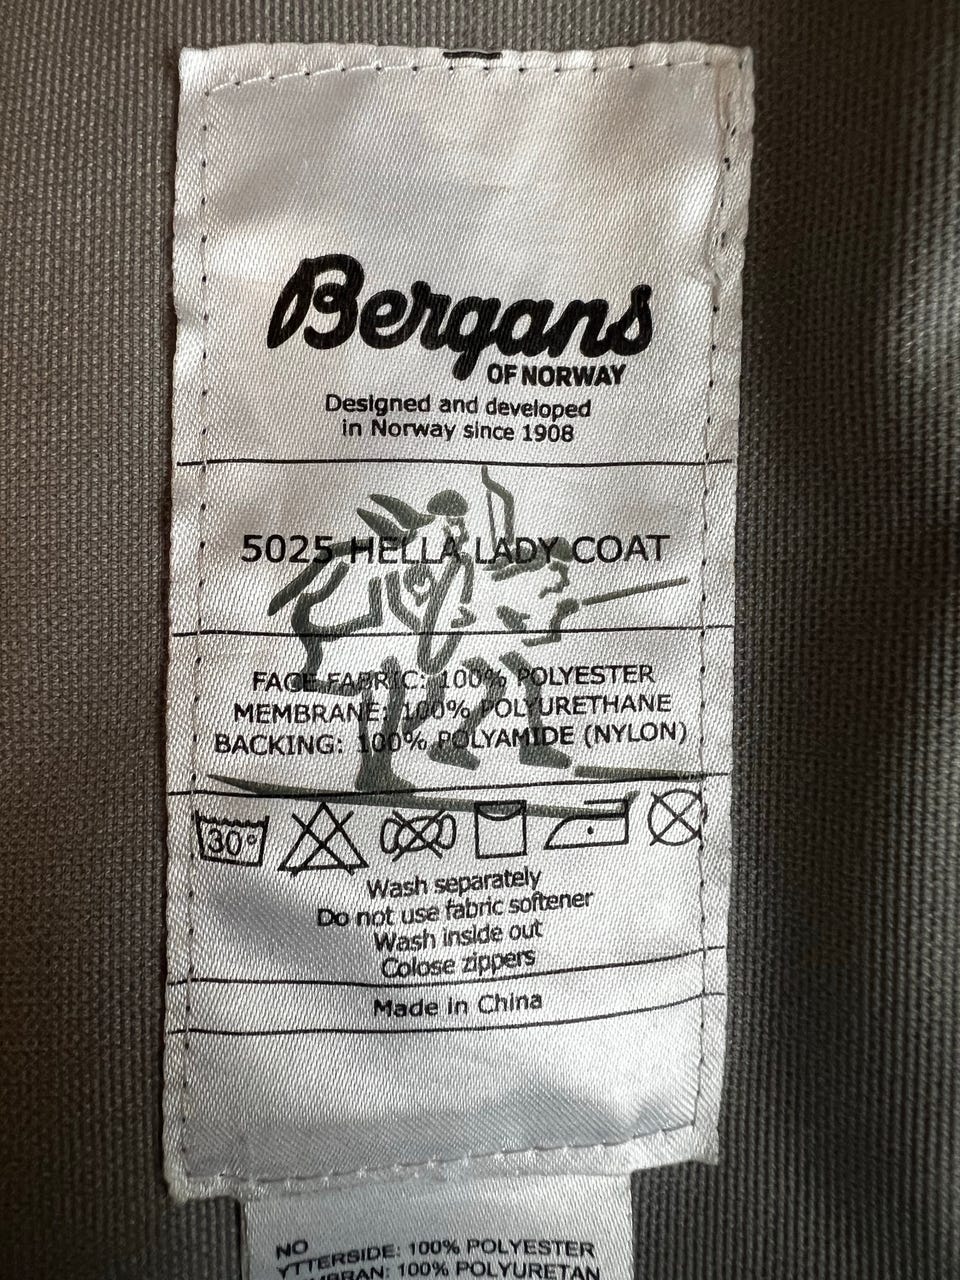 Bergans
OF NORWAY
Designed and developed
in Norway since 1908
5025 HELLA LADY COAT
FACE FABRIC: 100% POLYESTER
MEMBRANE: 100% POLYURETHANE
BACKING: 100% POLYAMIDE (NYLON)
30°
Wash separately
Do not use fabric softener
Wash inside out
Colose zippers
Made in China
NO
YTTERSIDE: 100% POLYESTER
MEMBRAN: 100% POLYURETAN